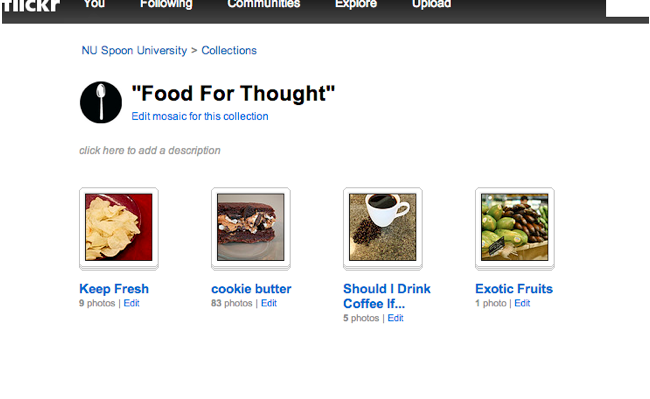 flickr You Following Communities Explore Upload
NU Spoon University > Collections
"Food For Thought"
Edit mosaic for this collection
click here to add a description
Keep Fresh
9 photos | Edit
cookie butter
83 photos | Edit
Should I Drink
Coffee If...
5 photos | Edit
Exotic Fruits
1 photo | Edit